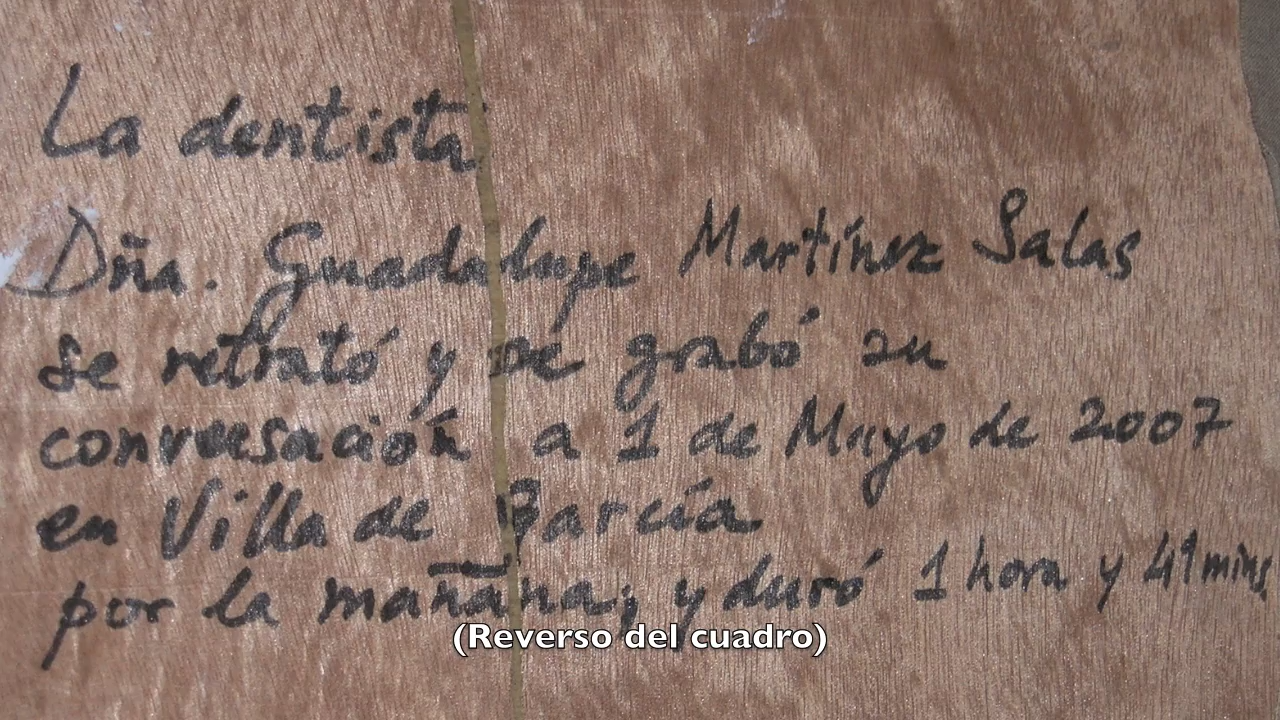 La dentista
Dña. Guadalupe Martínez Salas
se retrató y se grabó su
conversación a 1 de Mayo de 2007
en Villa de García
por la mañana, y duró 1 hora y 41 mins.
(Reverso del cuadro)